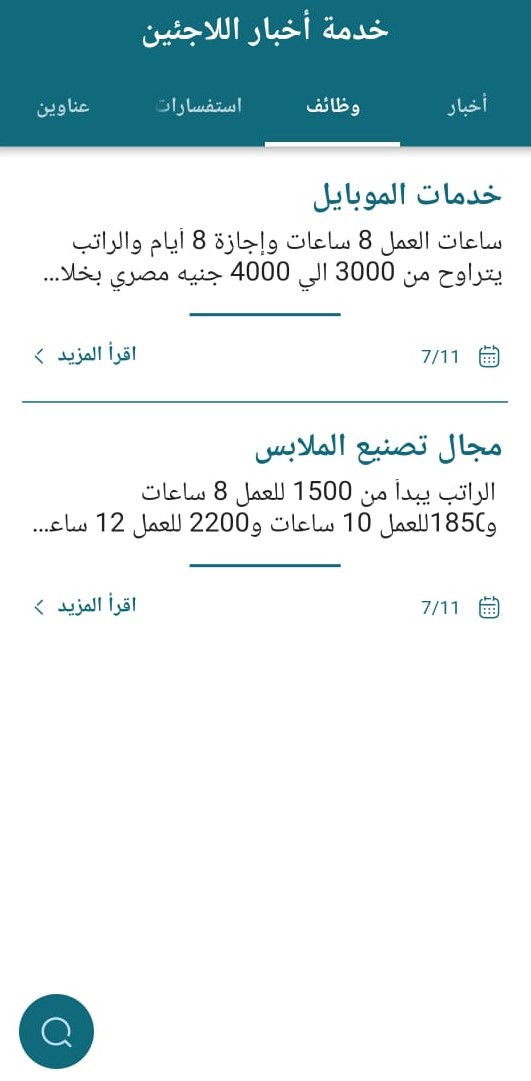 خدمة أخبار اللاجئين
أخبار
وظائف
استفسارات
عناوين
خدمات الموبايل
ساعات العمل 8 ساعات وإجازة 8 أيام والراتب
يتراوح من 3000 الي 4000 جنيه مصري بخلا...
7/11
اقرأ المزيد
مجال تصنيع الملابس
الراتب يبدأ من 1500 للعمل 8 ساعات
و1850للعمل 10 ساعات و2200 للعمل 12 ساع...
7/11
اقرأ المزيد